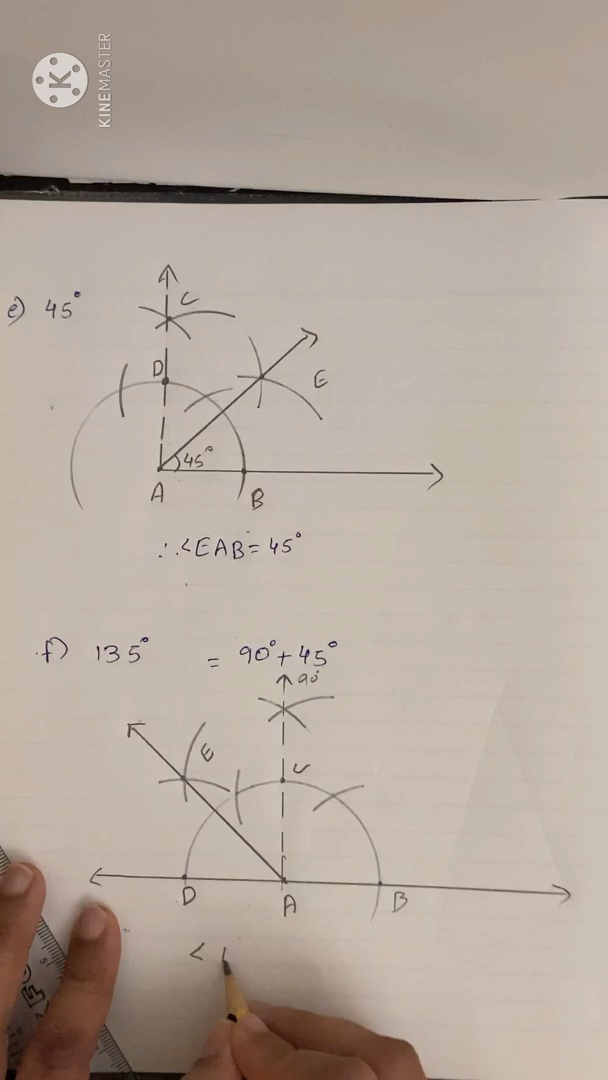 KINEMASTER
e) 45°
C
D
E
45°
A
B
∴ <EAB = 45°
f) 135° = 90° + 45°
90°
E
C
D
A
B
<